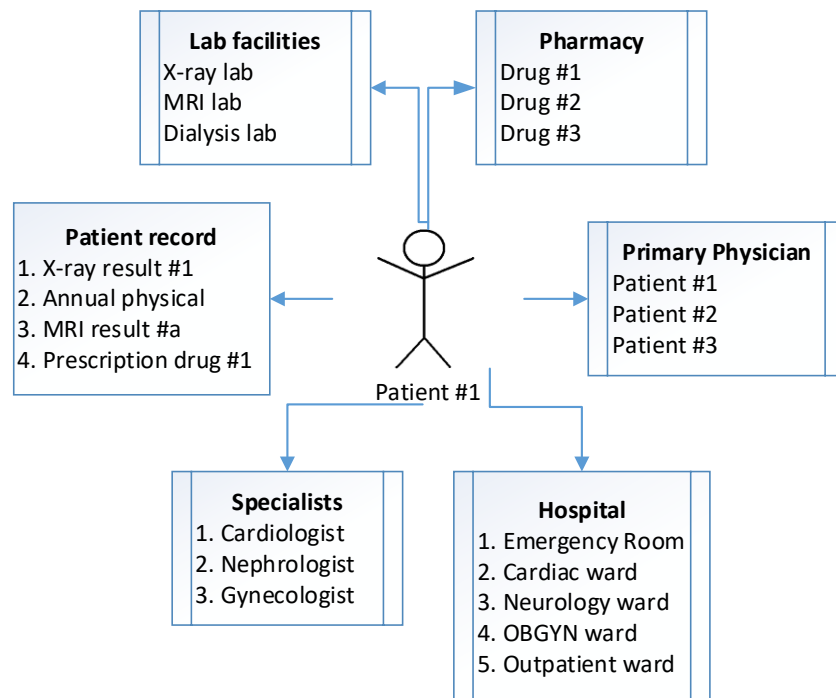 Lab facilities
X-ray lab
MRI lab
Dialysis lab
Pharmacy
Drug #1
Drug #2
Drug #3
Patient record
1. X-ray result #1
2. Annual physical
3. MRI result #a
4. Prescription drug #1
Primary Physician
Patient #1
Patient #2
Patient #3
Patient #1
Specialists
1. Cardiologist
2. Nephrologist
3. Gynecologist
Hospital
1. Emergency Room
2. Cardiac ward
3. Neurology ward
4. OBGYN ward
5. Outpatient ward